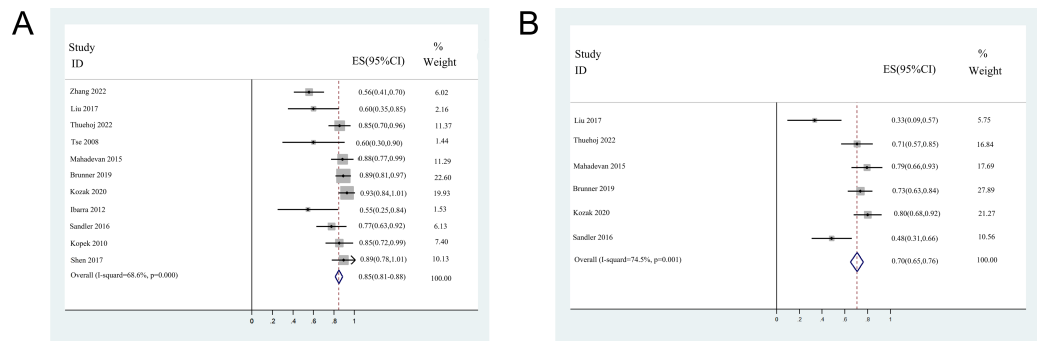 A
Study
ID
ES(95%CI)
%
Weight
Zhang 2022 0.56(0.41,0.70) 6.02
Liu 2017 0.60(0.35,0.85) 2.16
Thuehoj 2022 0.85(0.70,0.96) 11.37
Tse 2008 0.60(0.30,0.90) 1.44
Mahadevan 2015 0.88(0.77,0.99) 11.29
Brunner 2019 0.89(0.81,0.97) 22.60
Kozak 2020 0.93(0.84,1.01) 19.93
Ibarra 2012 0.55(0.25,0.84) 1.53
Sandler 2016 0.77(0.63,0.92) 6.13
Kopek 2010 0.85(0.72,0.99) 7.40
Shen 2017 0.89(0.78,1.01) 10.13
Overall (I-squard=68.6%, p=0.000) 0.85(0.81-0.88) 100.00
0 .2 .4 .6 .8 1
B
Study
ID
ES(95%CI)
%
Weight
Liu 2017 0.33(0.09,0.57) 5.75
Thuehoj 2022 0.71(0.57,0.85) 16.84
Mahadevan 2015 0.79(0.66,0.93) 17.69
Brunner 2019 0.73(0.63,0.84) 27.89
Kozak 2020 0.80(0.68,0.92) 21.27
Sandler 2016 0.48(0.31,0.66) 10.56
Overall (I-squard=74.5%, p=0.001) 0.70(0.65,0.76) 100.00
0 .2 .4 .6 .8 1